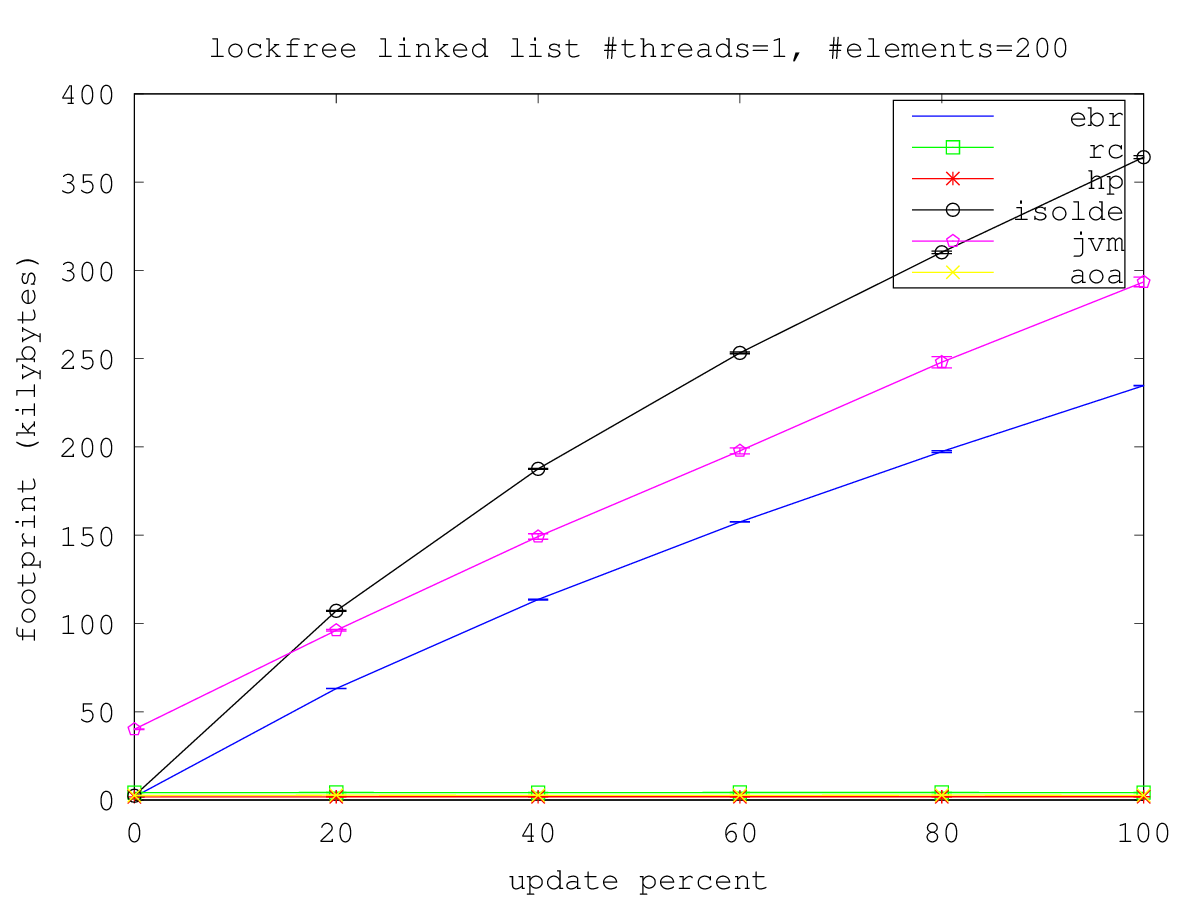 lockfree linked list #threads=1, #elements=200
footprint (kilybytes)
400
350
300
250
200
150
100
50
0
ebr
rc
hp
isolde
jvm
aoa
0 20 40 60 80 100
update percent